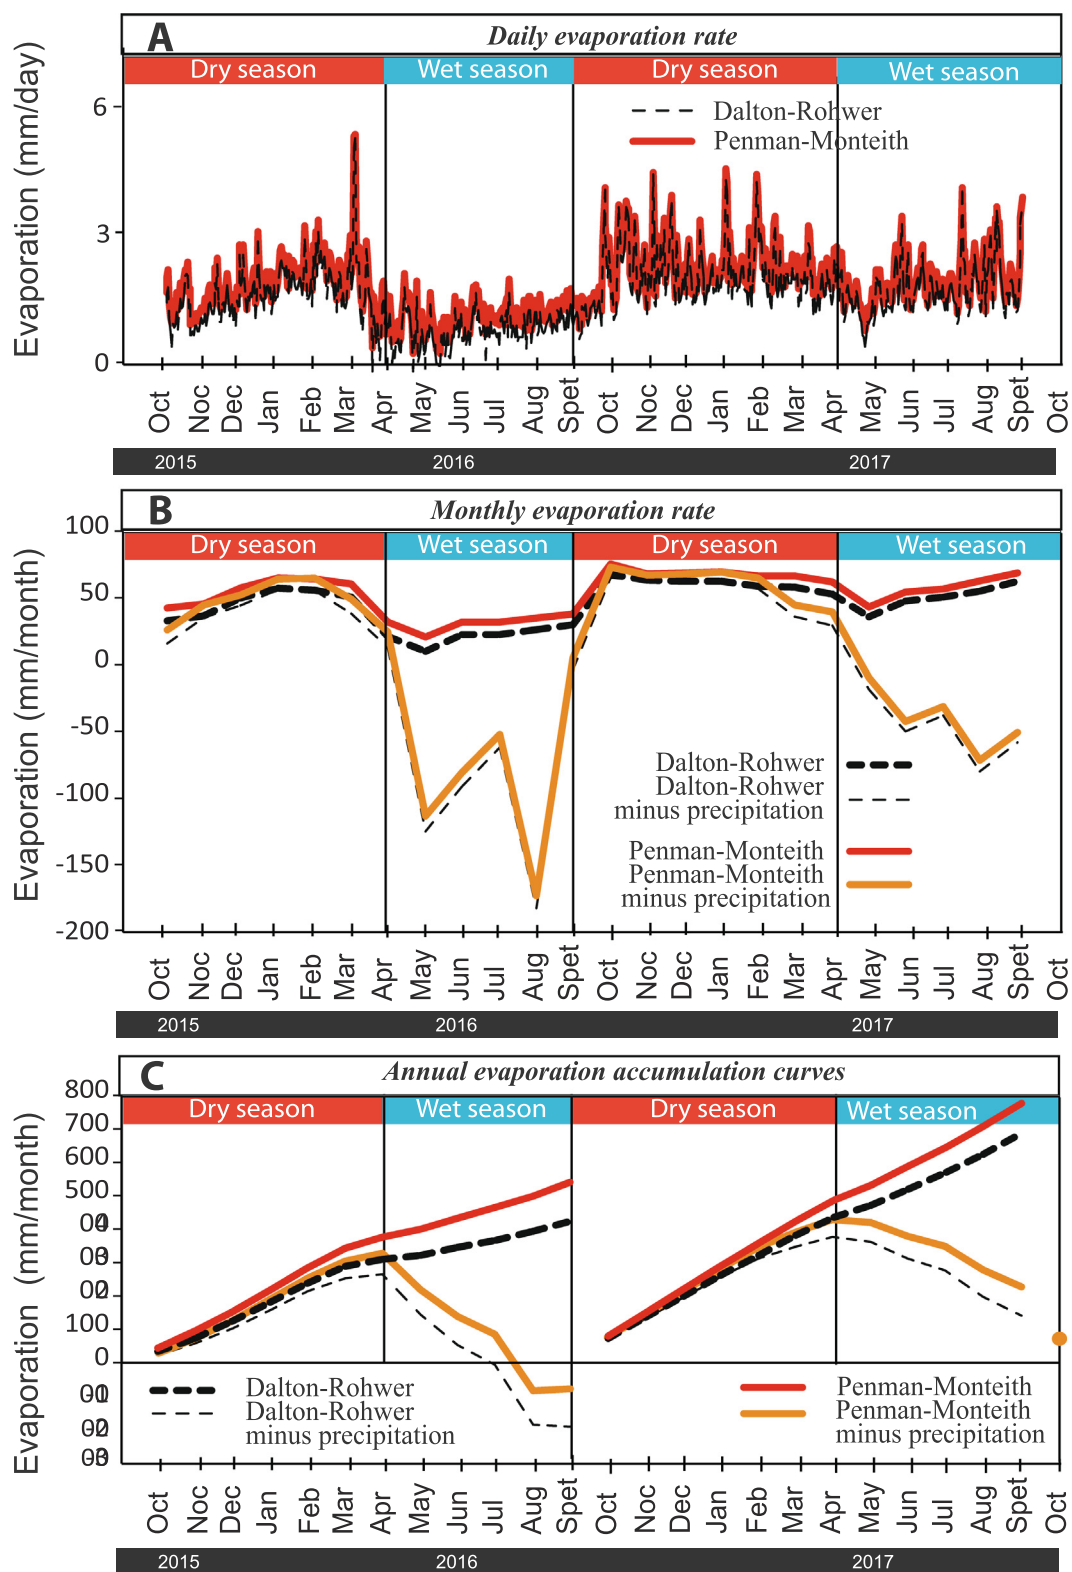 A
Daily evaporation rate
Dry season
Wet season
Dry season
Wet season
Evaporation (mm/day)
6
3
0
Dalton-Rohwer
Penman-Monteith
Oct Noc Dec Jan Feb Mar Apr May Jun Jul Aug Spet Oct Noc Dec Jan Feb Mar Apr May Jun Jul Aug Spet Oct
2015
2016
2017
B
Monthly evaporation rate
Dry season
Wet season
Dry season
Wet season
Evaporation (mm/month)
100
50
0
-50
-100
-150
-200
Dalton-Rohwer
Dalton-Rohwer
minus precipitation
Penman-Monteith
Penman-Monteith
minus precipitation
Oct Noc Dec Jan Feb Mar Apr May Jun Jul Aug Spet Oct Noc Dec Jan Feb Mar Apr May Jun Jul Aug Spet Oct
2015
2016
2017
C
Annual evaporation accumulation curves
Dry season
Wet season
Dry season
Wet season
Evaporation (mm/month)
800
700
600
500
100
0
Dalton-Rohwer
Dalton-Rohwer
minus precipitation
Penman-Monteith
Penman-Monteith
minus precipitation
Oct Noc Dec Jan Feb Mar Apr May Jun Jul Aug Spet Oct Noc Dec Jan Feb Mar Apr May Jun Jul Aug Spet Oct
2015
2016
2017